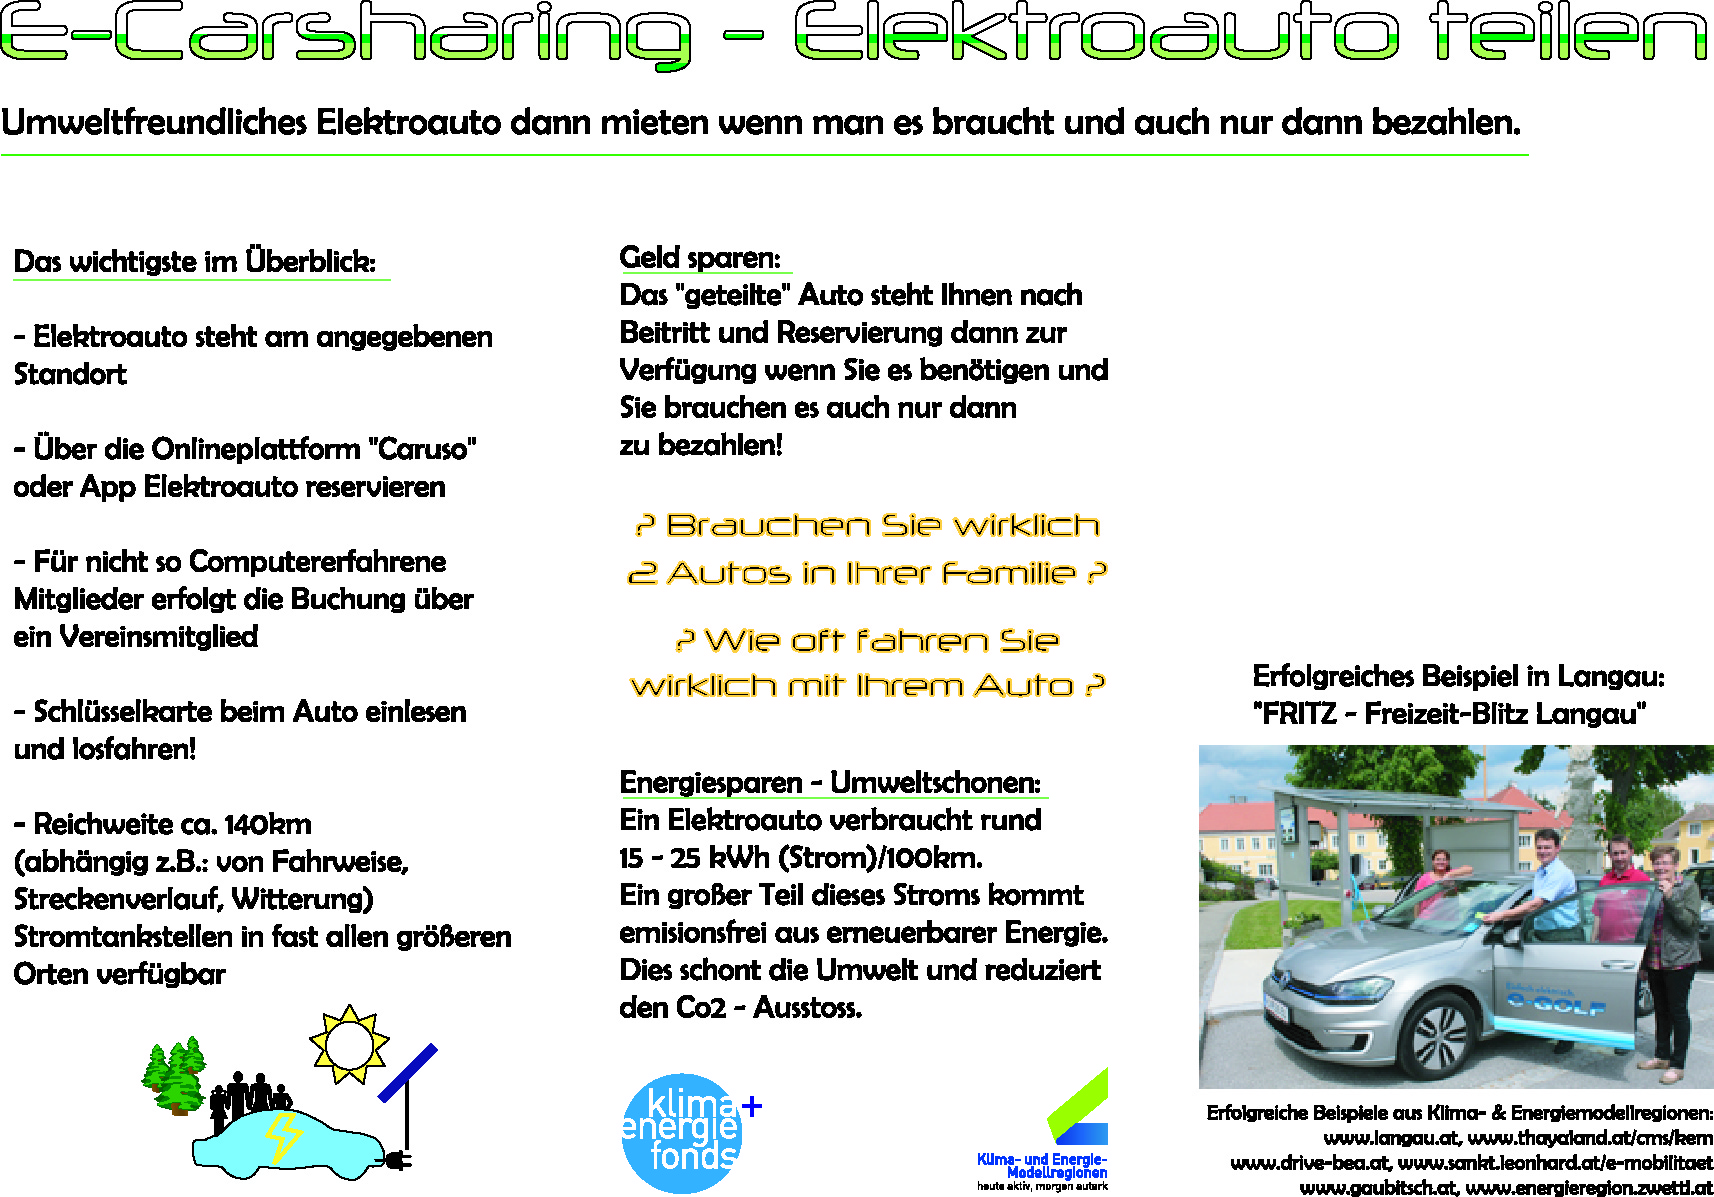 E-Carsharing - Elektroauto teilen
Umweltfreundliches Elektroauto dann mieten wenn man es braucht und auch nur dann bezahlen.
Das wichtigste im Überblick:
- Elektroauto steht am angegebenen
Standort
- Über die Onlineplattform "Caruso"
oder App Elektroauto reservieren
- Für nicht so Computererfahrene
Mitglieder erfolgt die Buchung über
ein Vereinsmitglied
- Schlüsselkarte beim Auto einlesen
und losfahren!
- Reichweite ca. 140km
(abhängig z.B.: von Fahrweise,
Streckenverlauf, Witterung)
Stromtankstellen in fast allen größeren
Orten verfügbar
Geld sparen:
Das "geteilte" Auto steht Ihnen nach
Beitritt und Reservierung dann zur
Verfügung wenn Sie es benötigen und
Sie brauchen es auch nur dann
zu bezahlen!
? Brauchen Sie wirklich
2 Autos in Ihrer Familie ?
? Wie oft fahren Sie
wirklich mit Ihrem Auto ?
Energiesparen - Umweltschonen:
Ein Elektroauto verbraucht rund
15 - 25 kWh (Strom)/100km.
Ein großer Teil dieses Stroms kommt
emisionsfrei aus erneuerbarer Energie.
Dies schont die Umwelt und reduziert
den Co2 - Ausstoss.
klima+
energie
fonds
Klima- und Energie-
Modellregionen
heute aktiv, morgen autark
Erfolgreiches Beispiel in Langau:
"FRITZ - Freizeit-Blitz Langau"
e-GOLF
Erfolgreiche Beispiele aus Klima- & Energiemodellregionen:
www.langau.at, www.thayaland.at/cms/kem
www.drive-bea.at, www.sankt.leonhard.at/e-mobilitaet
www.gaubitsch.at, www.energieregion.zwettl.at